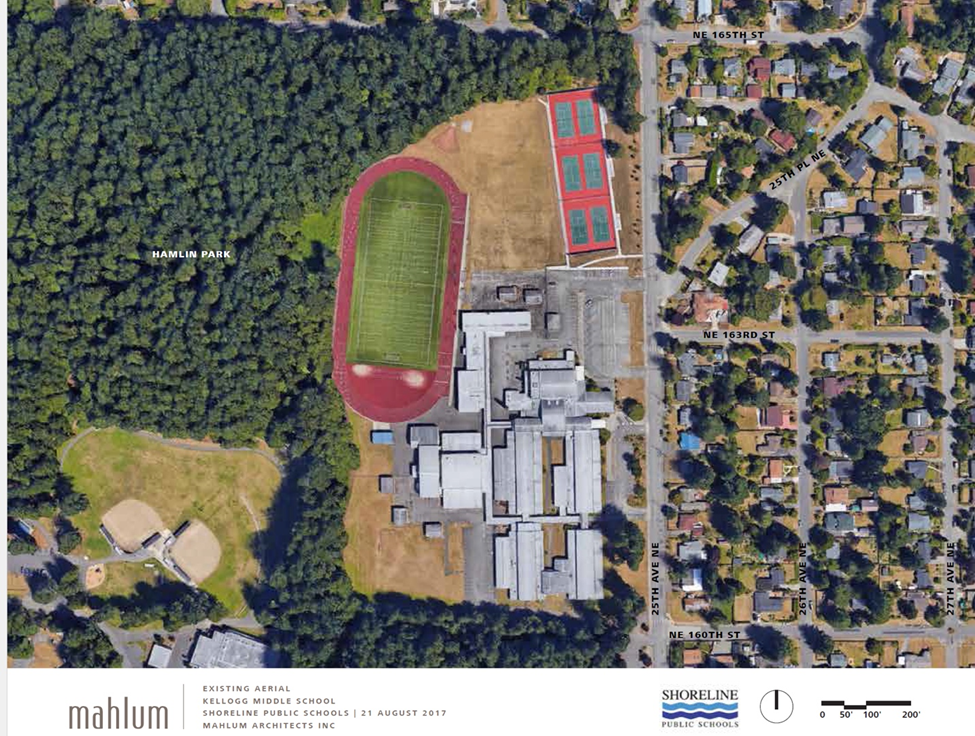 NE 165TH ST
25TH PL NE
HAMLIN PARK
NE 163RD ST
25TH AVE NE
26TH AVE NE
27TH AVE NE
NE 160TH ST
mahlum
EXISTING AERIAL
KELLOGG MIDDLE SCHOOL
SHORELINE PUBLIC SCHOOLS | 21 AUGUST 2017
MAHLUM ARCHITECTS INC
SHORELINE
PUBLIC SCHOOLS
0 50' 100' 200'